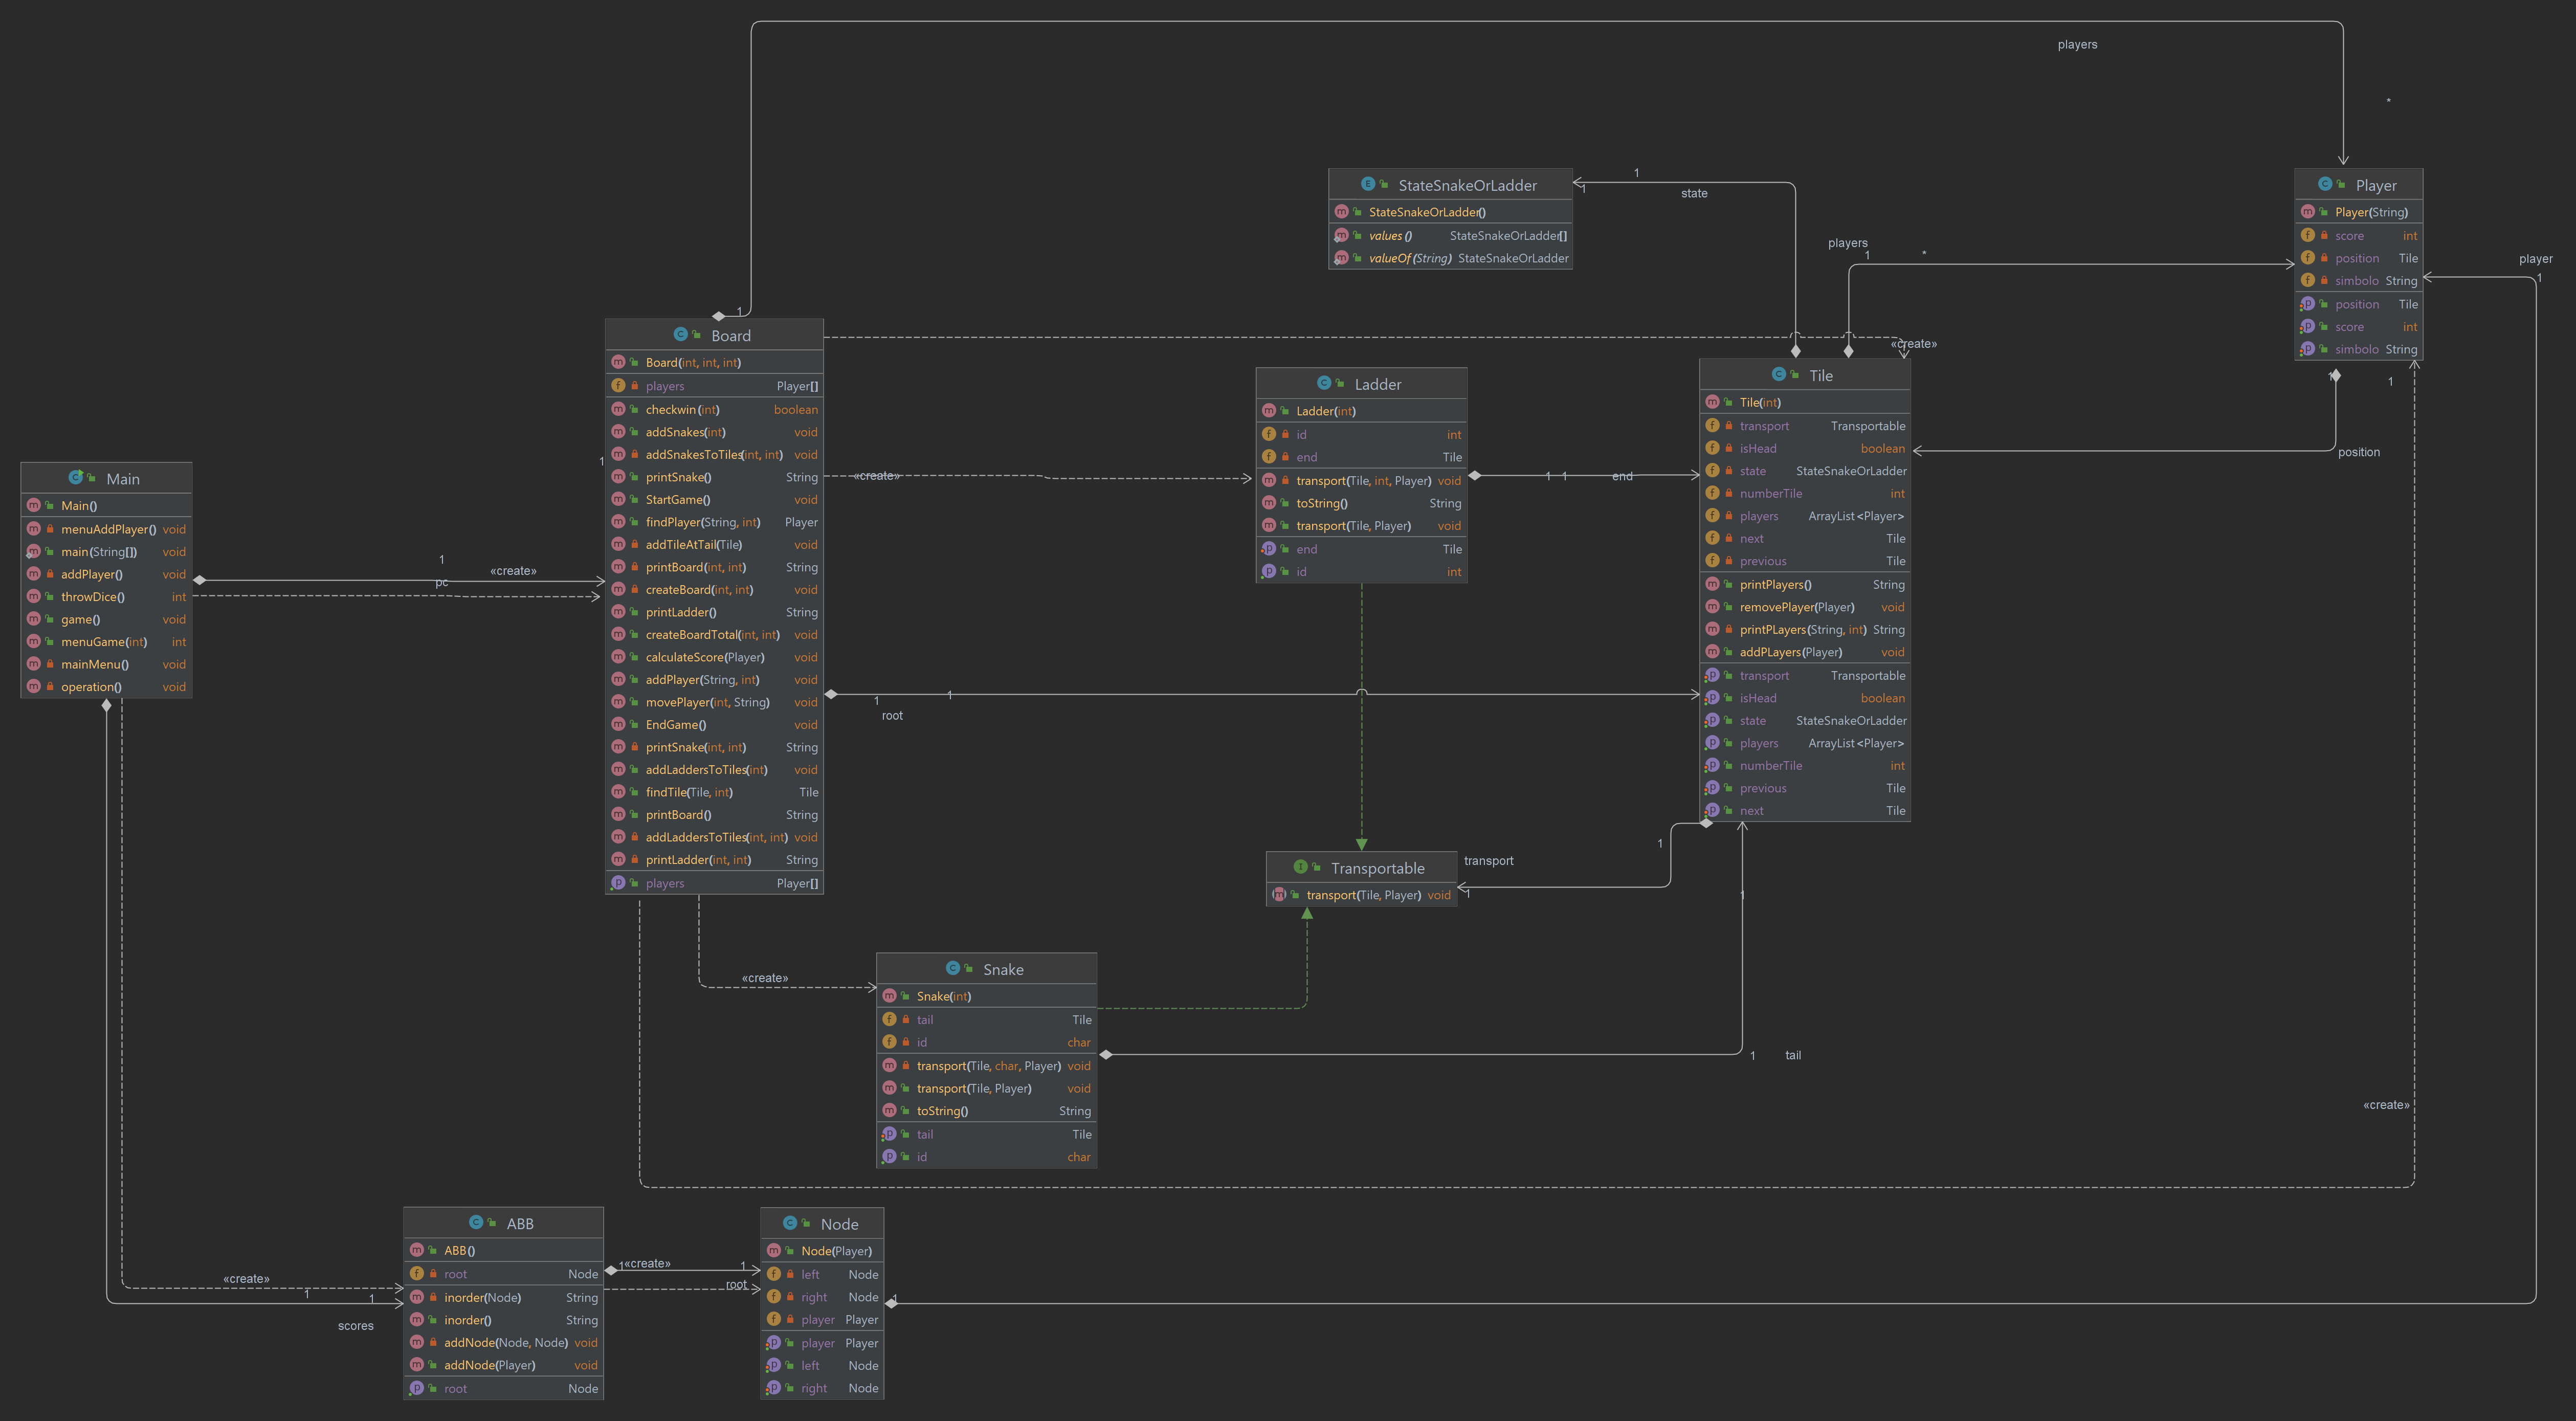 players
*
StateSnakeOrLadder
StateSnakeOrLadder()
values() StateSnakeOrLadder[]
valueOf(String) StateSnakeOrLadder
1
1
state
players
1
*
Player
Player(String)
score int
position Tile
simbolo String
position Tile
score int
simbolo String
player
1
1
1
position
1
Board
Board(int, int, int)
players Player[]
checkwin(int) boolean
addSnakes(int) void
addSnakesToTiles(int, int) void
printSnake() String
StartGame() void
findPlayer(String, int) Player
addTileAtTail(Tile) void
printBoard(int, int) String
createBoard(int, int) void
printLadder() String
createBoardTotal(int, int) void
calculateScore(Player) void
addPlayer(String, int) void
movePlayer(int, String) void
EndGame() void
printSnake(int, int) String
addLaddersToTiles(int) void
findTile(Tile, int) Tile
printBoard() String
addLaddersToTiles(int, int) void
printLadder(int, int) String
players Player[]
1
«create»
«create»
Ladder
Ladder(int)
id int
end Tile
transport(Tile, int, Player) void
toString() String
transport(Tile, Player) void
end Tile
id int
1 1 end
Tile
Tile(int)
transport Transportable
isHead boolean
state StateSnakeOrLadder
numberTile int
players ArrayList<Player>
next Tile
previous Tile
printPlayers() String
removePlayer(Player) void
printPLayers(String, int) String
addPLayers(Player) void
transport Transportable
isHead boolean
state StateSnakeOrLadder
players ArrayList<Player>
numberTile int
previous Tile
next Tile
Main
Main()
menuAddPlayer() void
main(String[]) void
addPlayer() void
throwDice() int
game() void
menuGame(int) int
mainMenu() void
operation() void
1
«create»
pc
1
1
root
1
transport
1
Transportable
transport(Tile, Player) void
1
«create»
Snake
Snake(int)
tail Tile
id char
transport(Tile, char, Player) void
transport(Tile, Player) void
toString() String
tail Tile
id char
1
tail
«create»
ABB
ABB()
root Node
inorder(Node) String
inorder() String
addNode(Node, Node) void
addNode(Player) void
root Node
«create»
1
1
scores
1
«create»
1
root
Node
Node(Player)
left Node
right Node
player Player
player Player
left Node
right Node
1